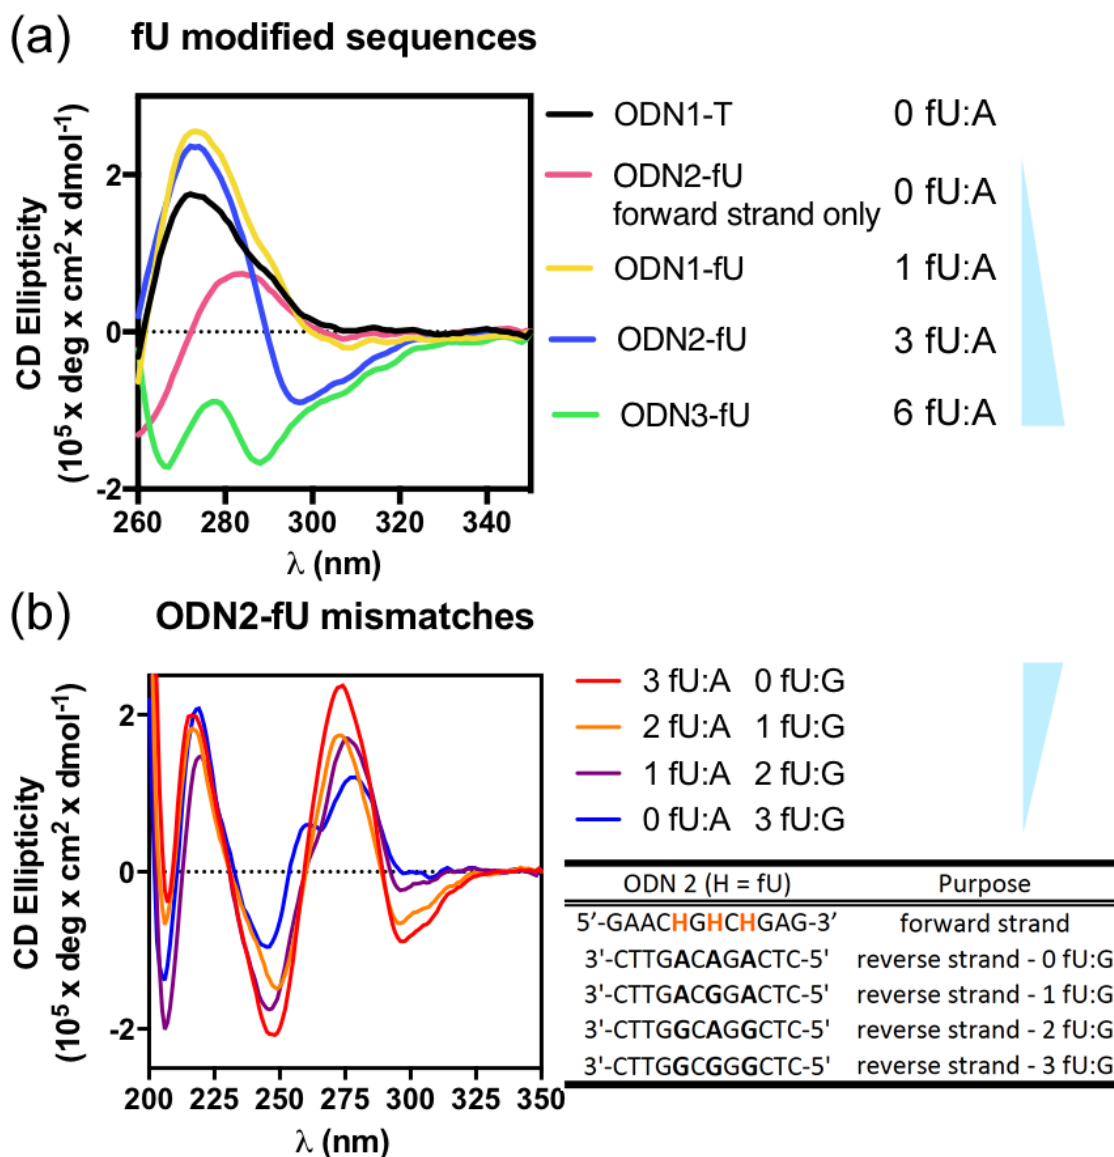 (a) fU modified sequences
CD Ellipticity
(10⁵ x deg x cm² x dmol⁻¹)
2
0
-2
260 280 300 320 340
λ (nm)
ODN1-T 0 fU:A
ODN2-fU
forward strand only 0 fU:A
ODN1-fU 1 fU:A
ODN2-fU 3 fU:A
ODN3-fU 6 fU:A
(b) ODN2-fU mismatches
CD Ellipticity
(10⁵ x deg x cm² x dmol⁻¹)
2
0
-2
200 225 250 275 300 325 350
λ (nm)
3 fU:A 0 fU:G
2 fU:A 1 fU:G
1 fU:A 2 fU:G
0 fU:A 3 fU:G
ODN 2 (H = fU) Purpose
5'-GAACHGHCHGAG-3' forward strand
3'-CTTGACAGACTC-5' reverse strand - 0 fU:G
3'-CTTGACGGACTC-5' reverse strand - 1 fU:G
3'-CTTGGCAGGCTC-5' reverse strand - 2 fU:G
3'-CTTGGCGGGCTC-5' reverse strand - 3 fU:G